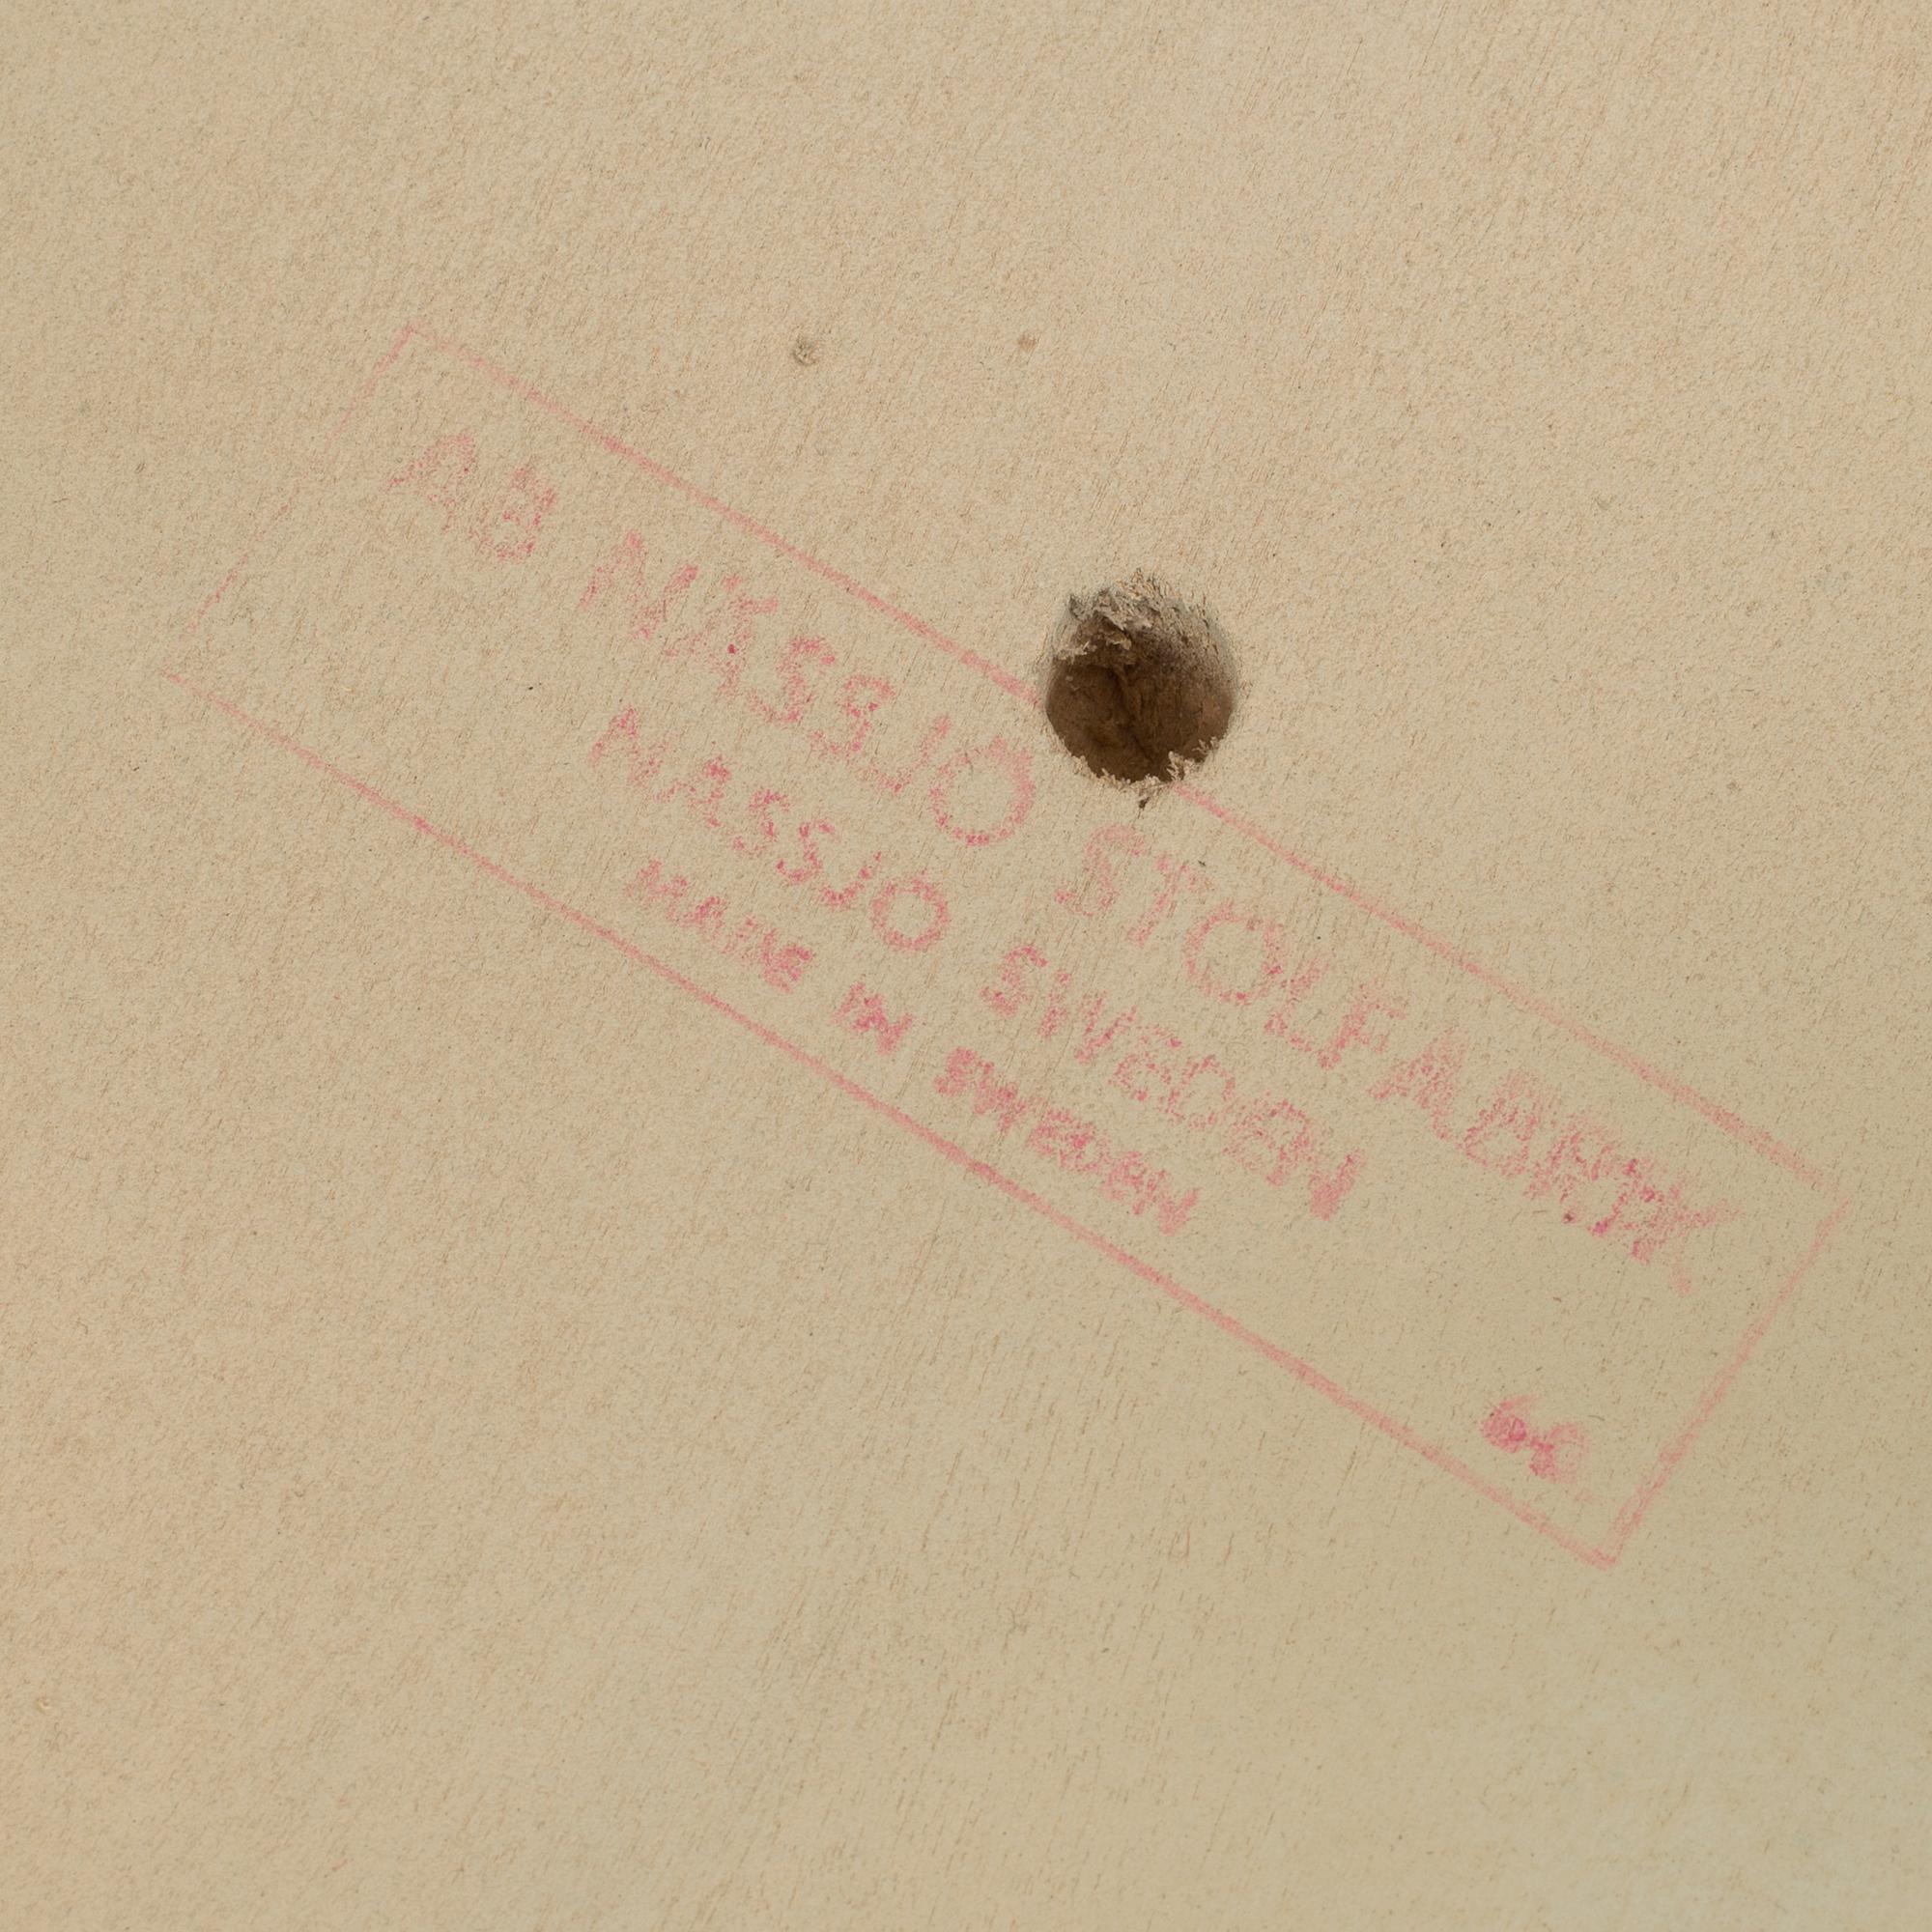 AB NÄSSJÖ STOLFABRIK
NÄSSJÖ SWEDEN
MADE IN SWEDEN